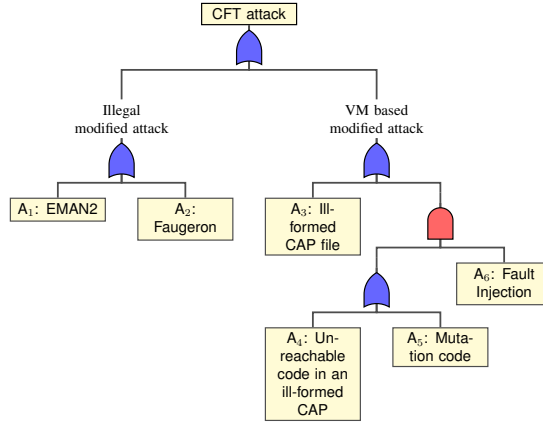 CFT attack
Illegal
modified attack
VM based
modified attack
A₁: EMAN2
A₂:
Faugeron
A₃: Ill-
formed
CAP file
A₆: Fault
Injection
A₄: Un-
reachable
code in an
ill-formed
CAP
A₅: Muta-
tion code